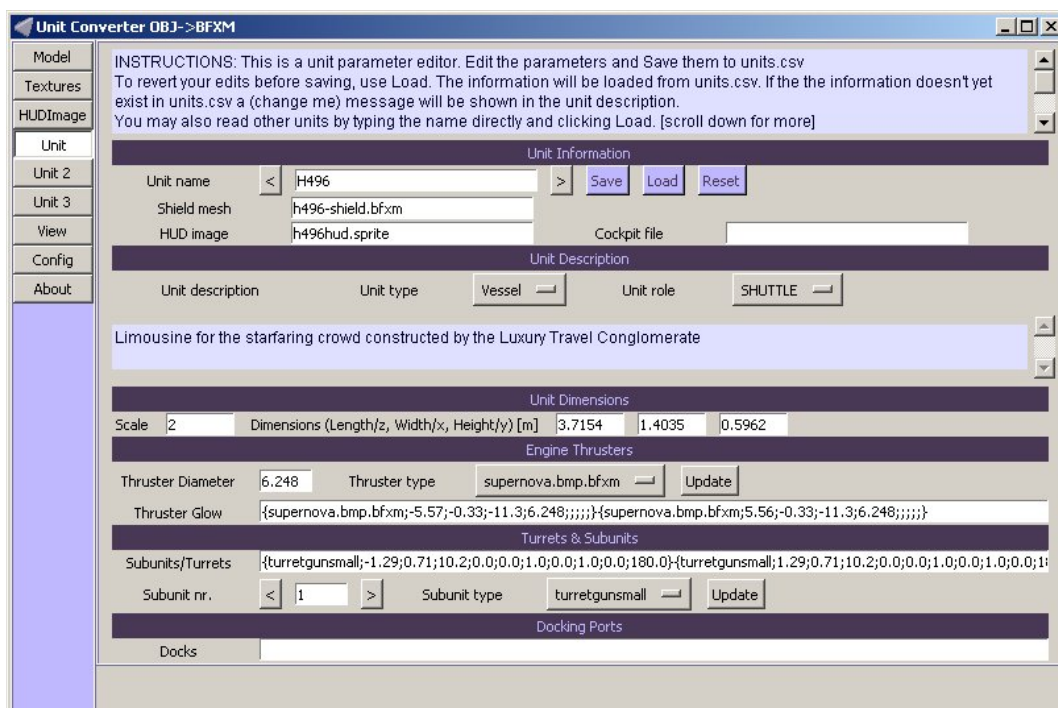 Unit Converter OBJ->BFXM
Model
Textures
HUDImage
Unit
Unit 2
Unit 3
View
Config
About
INSTRUCTIONS: This is a unit parameter editor. Edit the parameters and Save them to units.csv
To revert your edits before saving, use Load. The information will be loaded from units.csv. If the the information doesn't yet
exist in units.csv a (change me) message will be shown in the unit description.
You may also read other units by typing the name directly and clicking Load. [scroll down for more]
Unit Information
Unit name < H496 > Save Load Reset
Shield mesh h496-shield.bfxm
HUD image h496hud.sprite Cockpit file
Unit Description
Unit description Unit type Vessel Unit role SHUTTLE
Limousine for the starfaring crowd constructed by the Luxury Travel Conglomerate
Unit Dimensions
Scale 2 Dimensions (Length/z, Width/x, Height/y) [m] 3.7154 1.4035 0.5962
Engine Thrusters
Thruster Diameter 6.248 Thruster type supernova.bmp.bfxm Update
Thruster Glow {supernova.bmp.bfxm;-5.57;-0.33;-11.3;6.248;;;;;}{supernova.bmp.bfxm;5.56;-0.33;-11.3;6.248;;;;;}
Turrets & Subunits
Subunits/Turrets {turretgunsmall;-1.29;0.71;10.2;0.0;0.0;1.0;0.0;1.0;0.0;180.0}{turretgunsmall;1.29;0.71;10.2;0.0;0.0;1.0;0.0;1.0;0.0;1
Subunit nr. < 1 > Subunit type turretgunsmall Update
Docking Ports
Docks